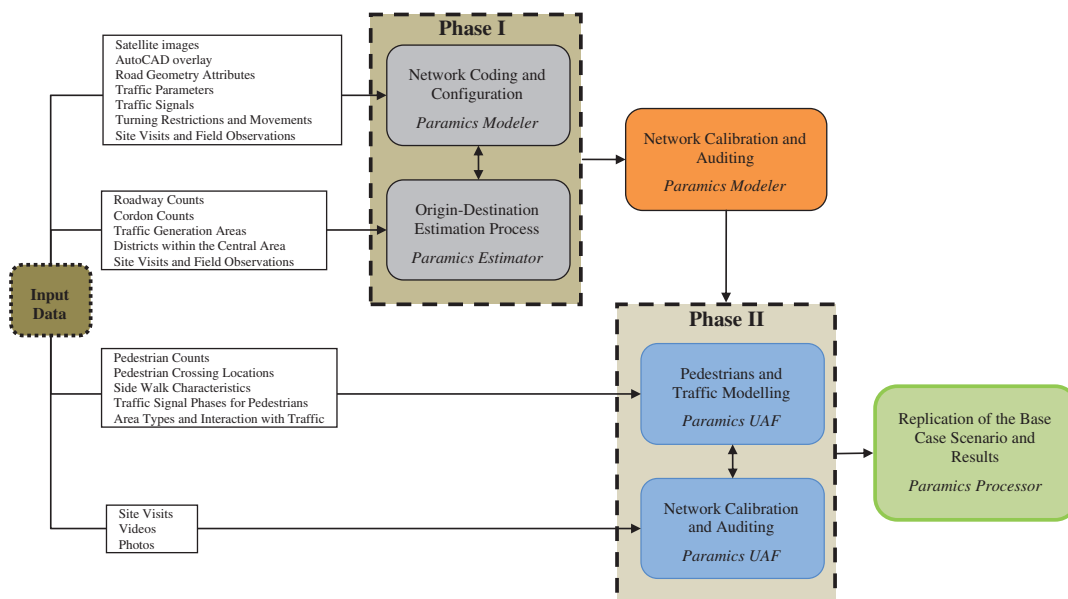 Phase I
Satellite images
AutoCAD overlay
Road Geometry Attributes
Traffic Parameters
Traffic Signals
Turning Restrictions and Movements
Site Visits and Field Observations
Network Coding and
Configuration
Paramics Modeler
Network Calibration and
Auditing
Paramics Modeler
Roadway Counts
Cordon Counts
Traffic Generation Areas
Districts within the Central Area
Site Visits and Field Observations
Origin-Destination
Estimation Process
Paramics Estimator
Input
Data
Phase II
Pedestrian Counts
Pedestrian Crossing Locations
Side Walk Characteristics
Traffic Signal Phases for Pedestrians
Area Types and Interaction with Traffic
Pedestrians and
Traffic Modelling
Paramics UAF
Replication of the Base
Case Scenario and
Results
Paramics Processor
Site Visits
Videos
Photos
Network Calibration
and Auditing
Paramics UAF